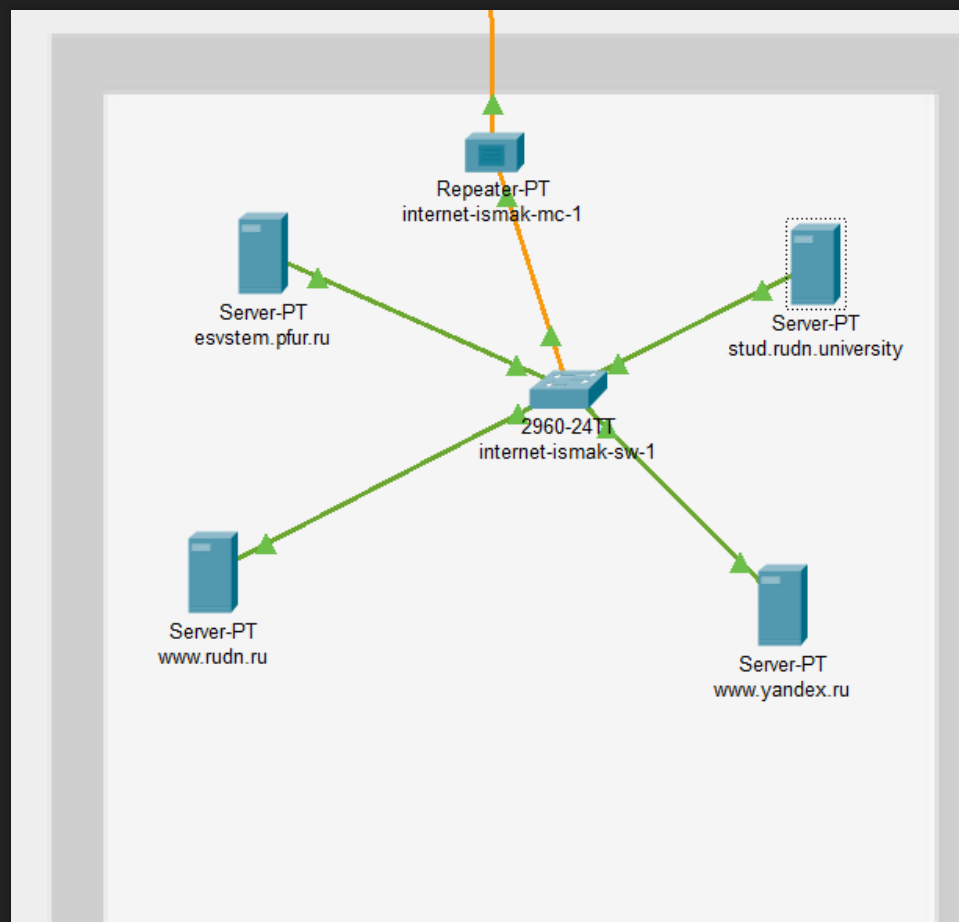 Repeater-PT
internet-ismak-mc-1
Server-PT
esvstem.pfur.ru
Server-PT
stud.rudn.university
2960-24TT
internet-ismak-sw-1
Server-PT
www.rudn.ru
Server-PT
www.yandex.ru